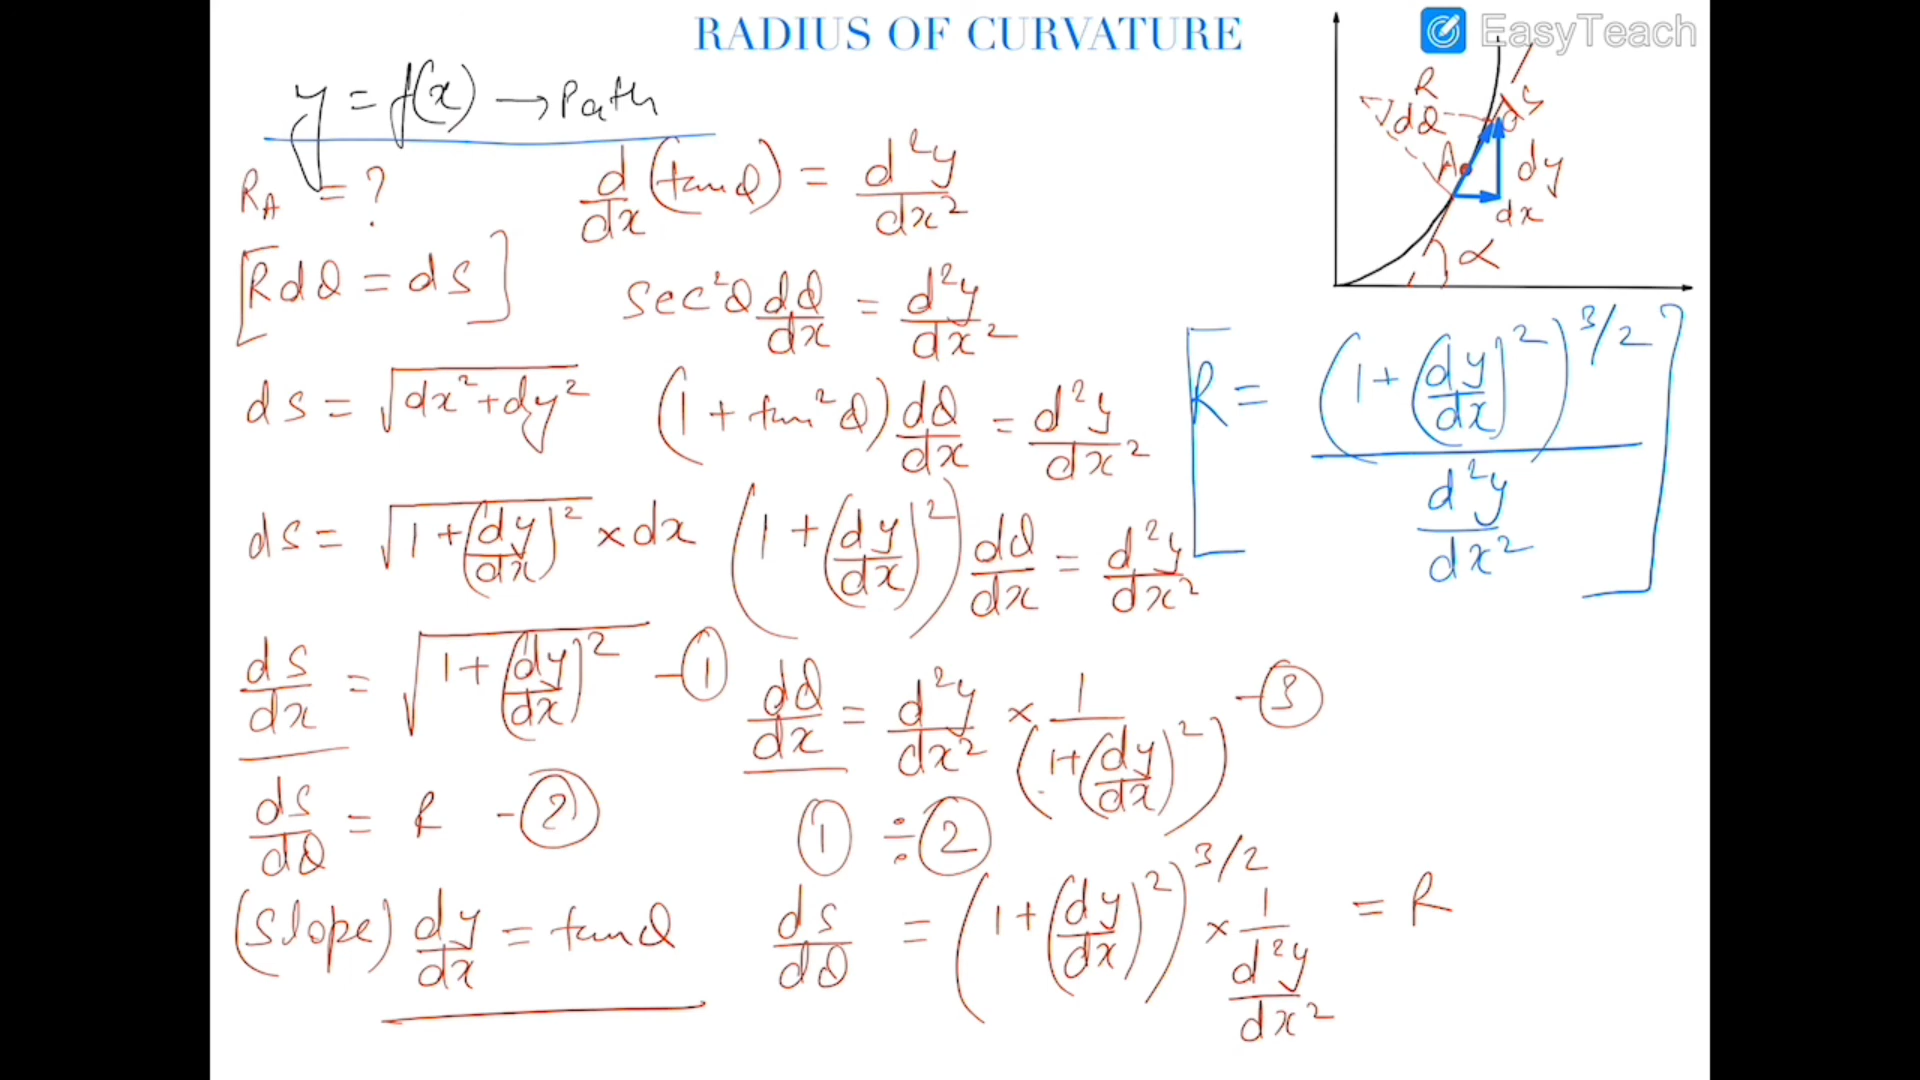 RADIUS OF CURVATURE
EasyTeach
y = f(x) → Path
R_A = ?
[R dθ = ds]
ds = √(dx² + dy²)
ds = √(1 + (dy/dx)²) × dx
ds/dx = √(1 + (dy/dx)²) - ①
ds/dθ = R - ②
(Slope) dy/dx = tanθ
d/dx (tanθ) = d²y/dx²
sec²θ dθ/dx = d²y/dx²
(1 + tan²θ) dθ/dx = d²y/dx²
(1 + (dy/dx)²) dθ/dx = d²y/dx²
dθ/dx = d²y/dx² × 1/(1+(dy/dx)²) - ③
① ÷ ②
ds/dθ = (1 + (dy/dx)²)^3/2 × 1/(d²y/dx²) = R
R
dθ
ds
A
dy
dx
α
[R = (1 + (dy/dx)²)^3/2 / (d²y/dx²)]